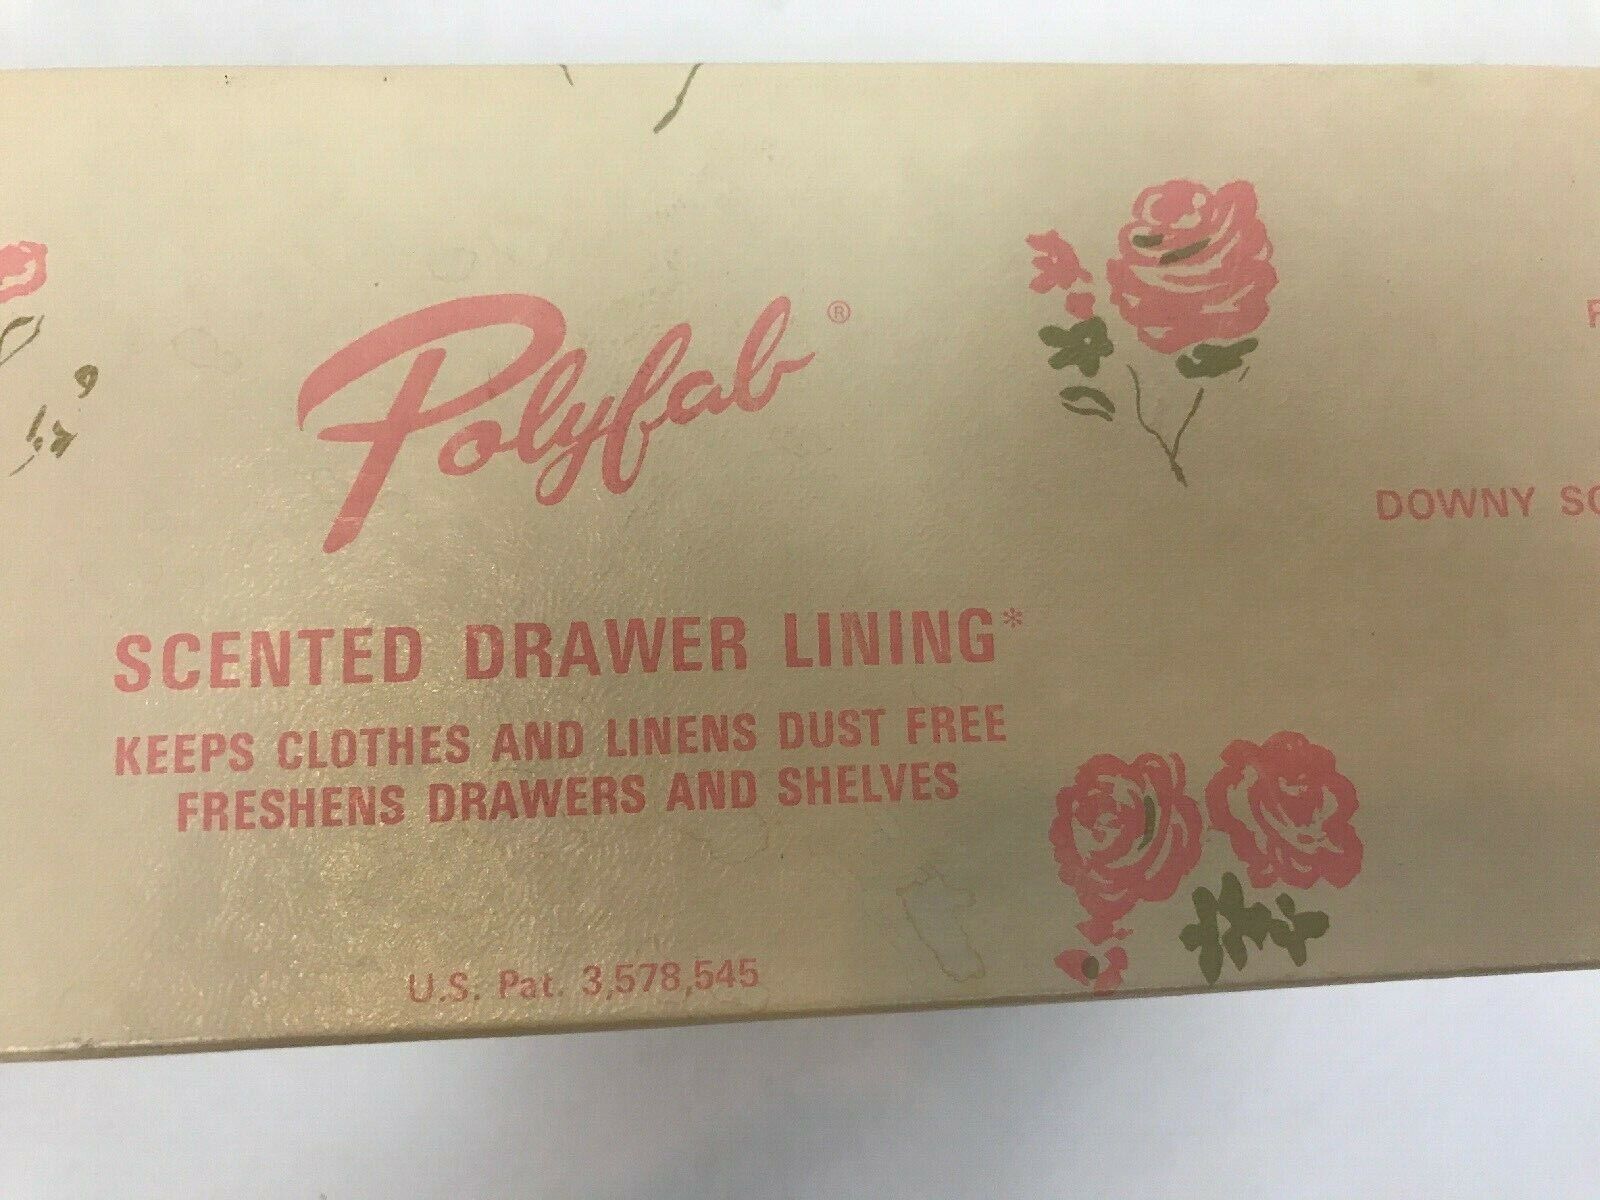 Polyfab®
SCENTED DRAWER LINING*
KEEPS CLOTHES AND LINENS DUST FREE
FRESHENS DRAWERS AND SHELVES
U.S. Pat. 3,578,545
DOWNY